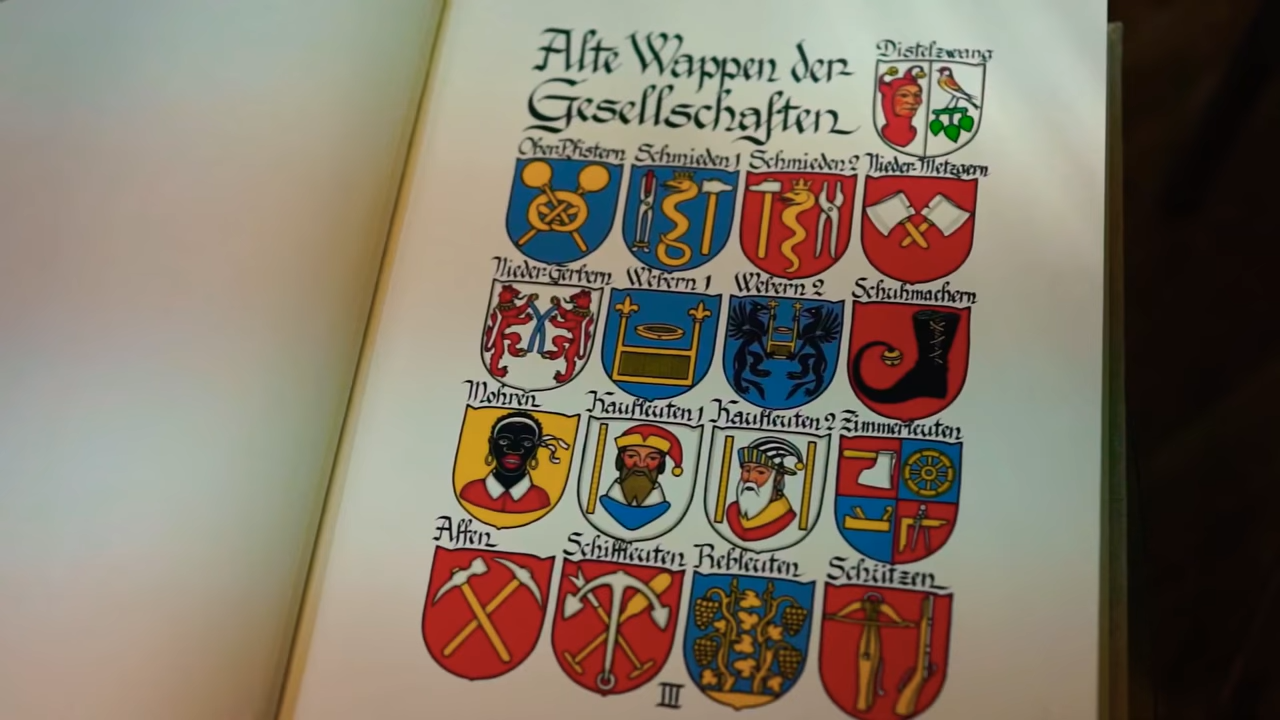 Alte Wappen der
Gesellschaften
Distelzwang
Ober-Pfistern Schmieden 1 Schmieden 2 Nieder-Metzgern
Nieder-Gerbern Webern 1 Webern 2 Schuhmachern
Mohren Kaufleuten 1 Kaufleuten 2 Zimmerleuten
Affen Schiffleuten Rebleuten Schützen
III